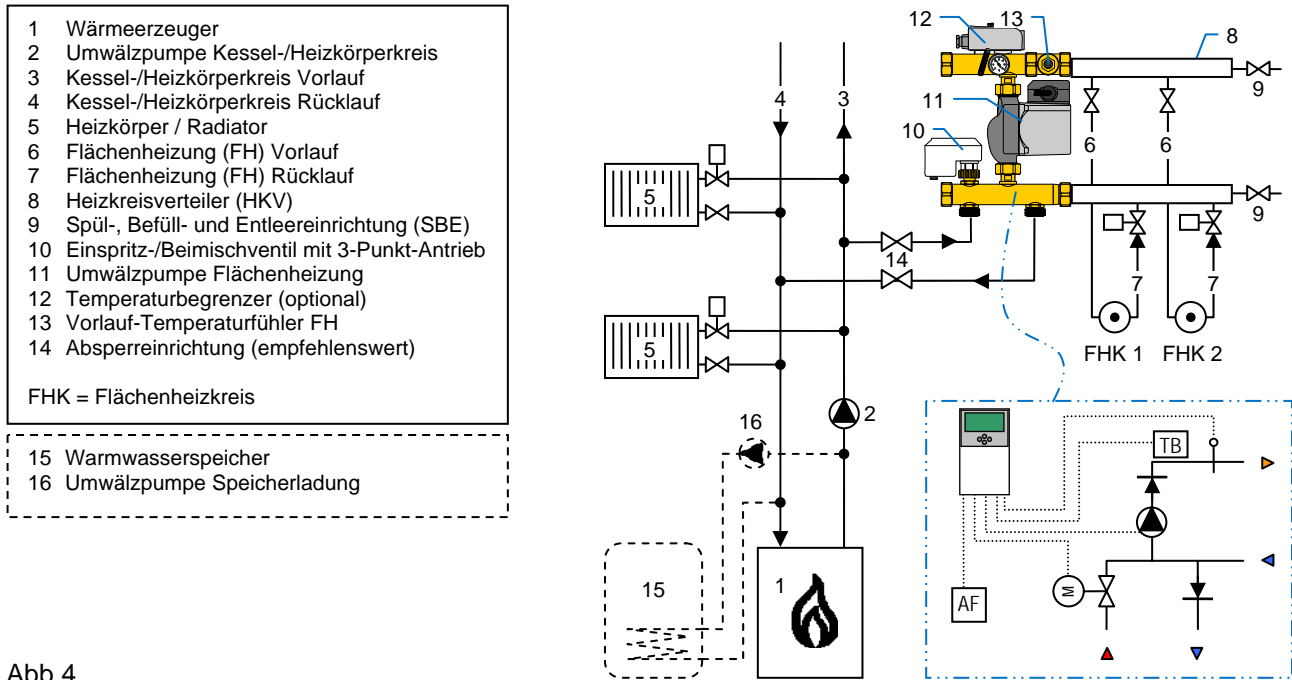 1 Wärmeerzeuger
2 Umwälzpumpe Kessel-/Heizkörperkreis
3 Kessel-/Heizkörperkreis Vorlauf
4 Kessel-/Heizkörperkreis Rücklauf
5 Heizkörper / Radiator
6 Flächenheizung (FH) Vorlauf
7 Flächenheizung (FH) Rücklauf
8 Heizkreisverteiler (HKV)
9 Spül-, Befüll- und Entleereinrichtung (SBE)
10 Einspritz-/Beimischventil mit 3-Punkt-Antrieb
11 Umwälzpumpe Flächenheizung
12 Temperaturbegrenzer (optional)
13 Vorlauf-Temperaturfühler FH
14 Absperreinrichtung (empfehlenswert)
FHK = Flächenheizkreis
15 Warmwasserspeicher
16 Umwälzpumpe Speicherladung
Abb 4
12
13
8
4
3
11
9
10
6
6
5
9
14
7
7
5
FHK 1
FHK 2
16
2
TB
15
1
M
AF